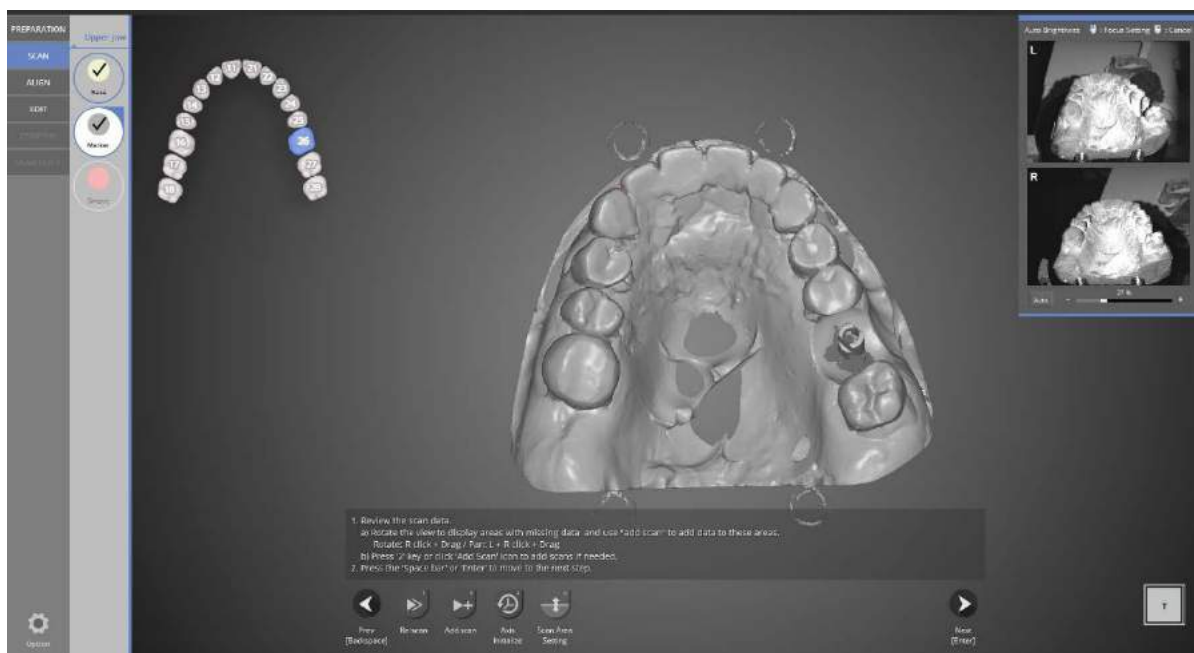 PREPARATION
SCAN
ALIGN
EDIT
Upper jaw
Base
Marker
11 21
12 22
13 23
14 24
15 25
16 26
17 27
18 28
Auto Brightness : Focus Setting : Cancel
L
R
Auto - +
1. Review the scan data.
a) Rotate the view to display areas with missing data and use "add scan" to add data to these areas.
Rotate: R click + Drag / Pan: L + R click + Drag
b) Press '2' key or click 'Add Scan' icon to add scans if needed.
2. Press the 'Space bar' or 'Enter' to move to the next step.
Prev
[Backspace]
Re-scan
Add scan
Axis
Initialize
Scan Area
Setting
Next
[Enter]
Option
T